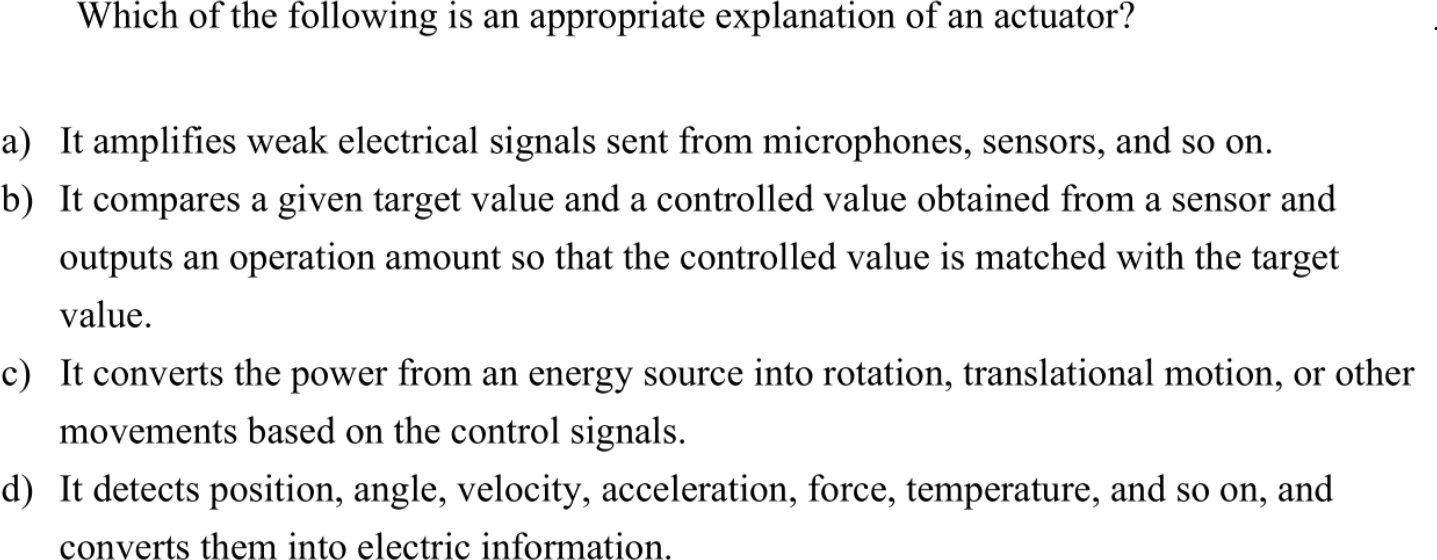 Which of the following is an appropriate explanation of an actuator?
a) It amplifies weak electrical signals sent from microphones, sensors, and so on.
b) It compares a given target value and a controlled value obtained from a sensor and
outputs an operation amount so that the controlled value is matched with the target
value.
c) It converts the power from an energy source into rotation, translational motion, or other
movements based on the control signals.
d) It detects position, angle, velocity, acceleration, force, temperature, and so on, and
converts them into electric information.